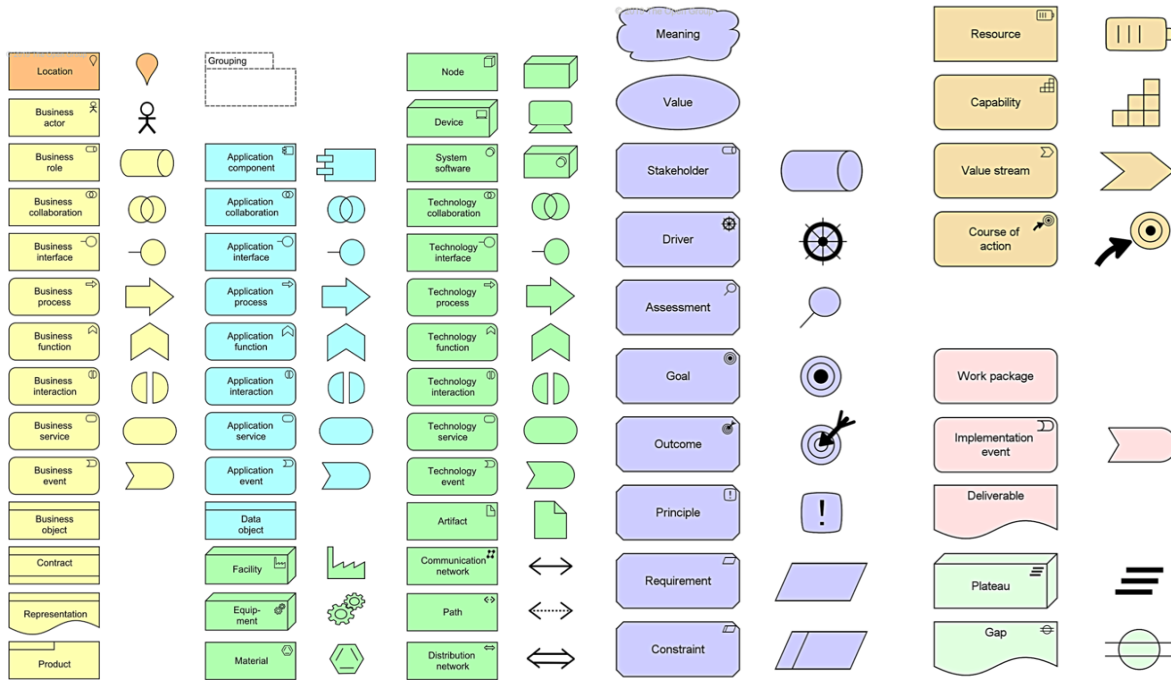 Location
Business
actor
Business
role
Business
collaboration
Business
interface
Business
process
Business
function
Business
interaction
Business
service
Business
event
Business
object
Contract
Representation
Product
Grouping
Application
component
Application
collaboration
Application
interface
Application
process
Application
function
Application
interaction
Application
service
Application
event
Data
object
Facility
Equip-
ment
Material
Node
Device
System
software
Technology
collaboration
Technology
interface
Technology
process
Technology
function
Technology
interaction
Technology
service
Technology
event
Artifact
Communication
network
Path
Distribution
network
Meaning
Value
Stakeholder
Driver
Assessment
Goal
Outcome
Principle
!
Requirement
Constraint
Resource
Capability
Value stream
Course of
action
Work package
Implementation
event
Deliverable
Plateau
Gap